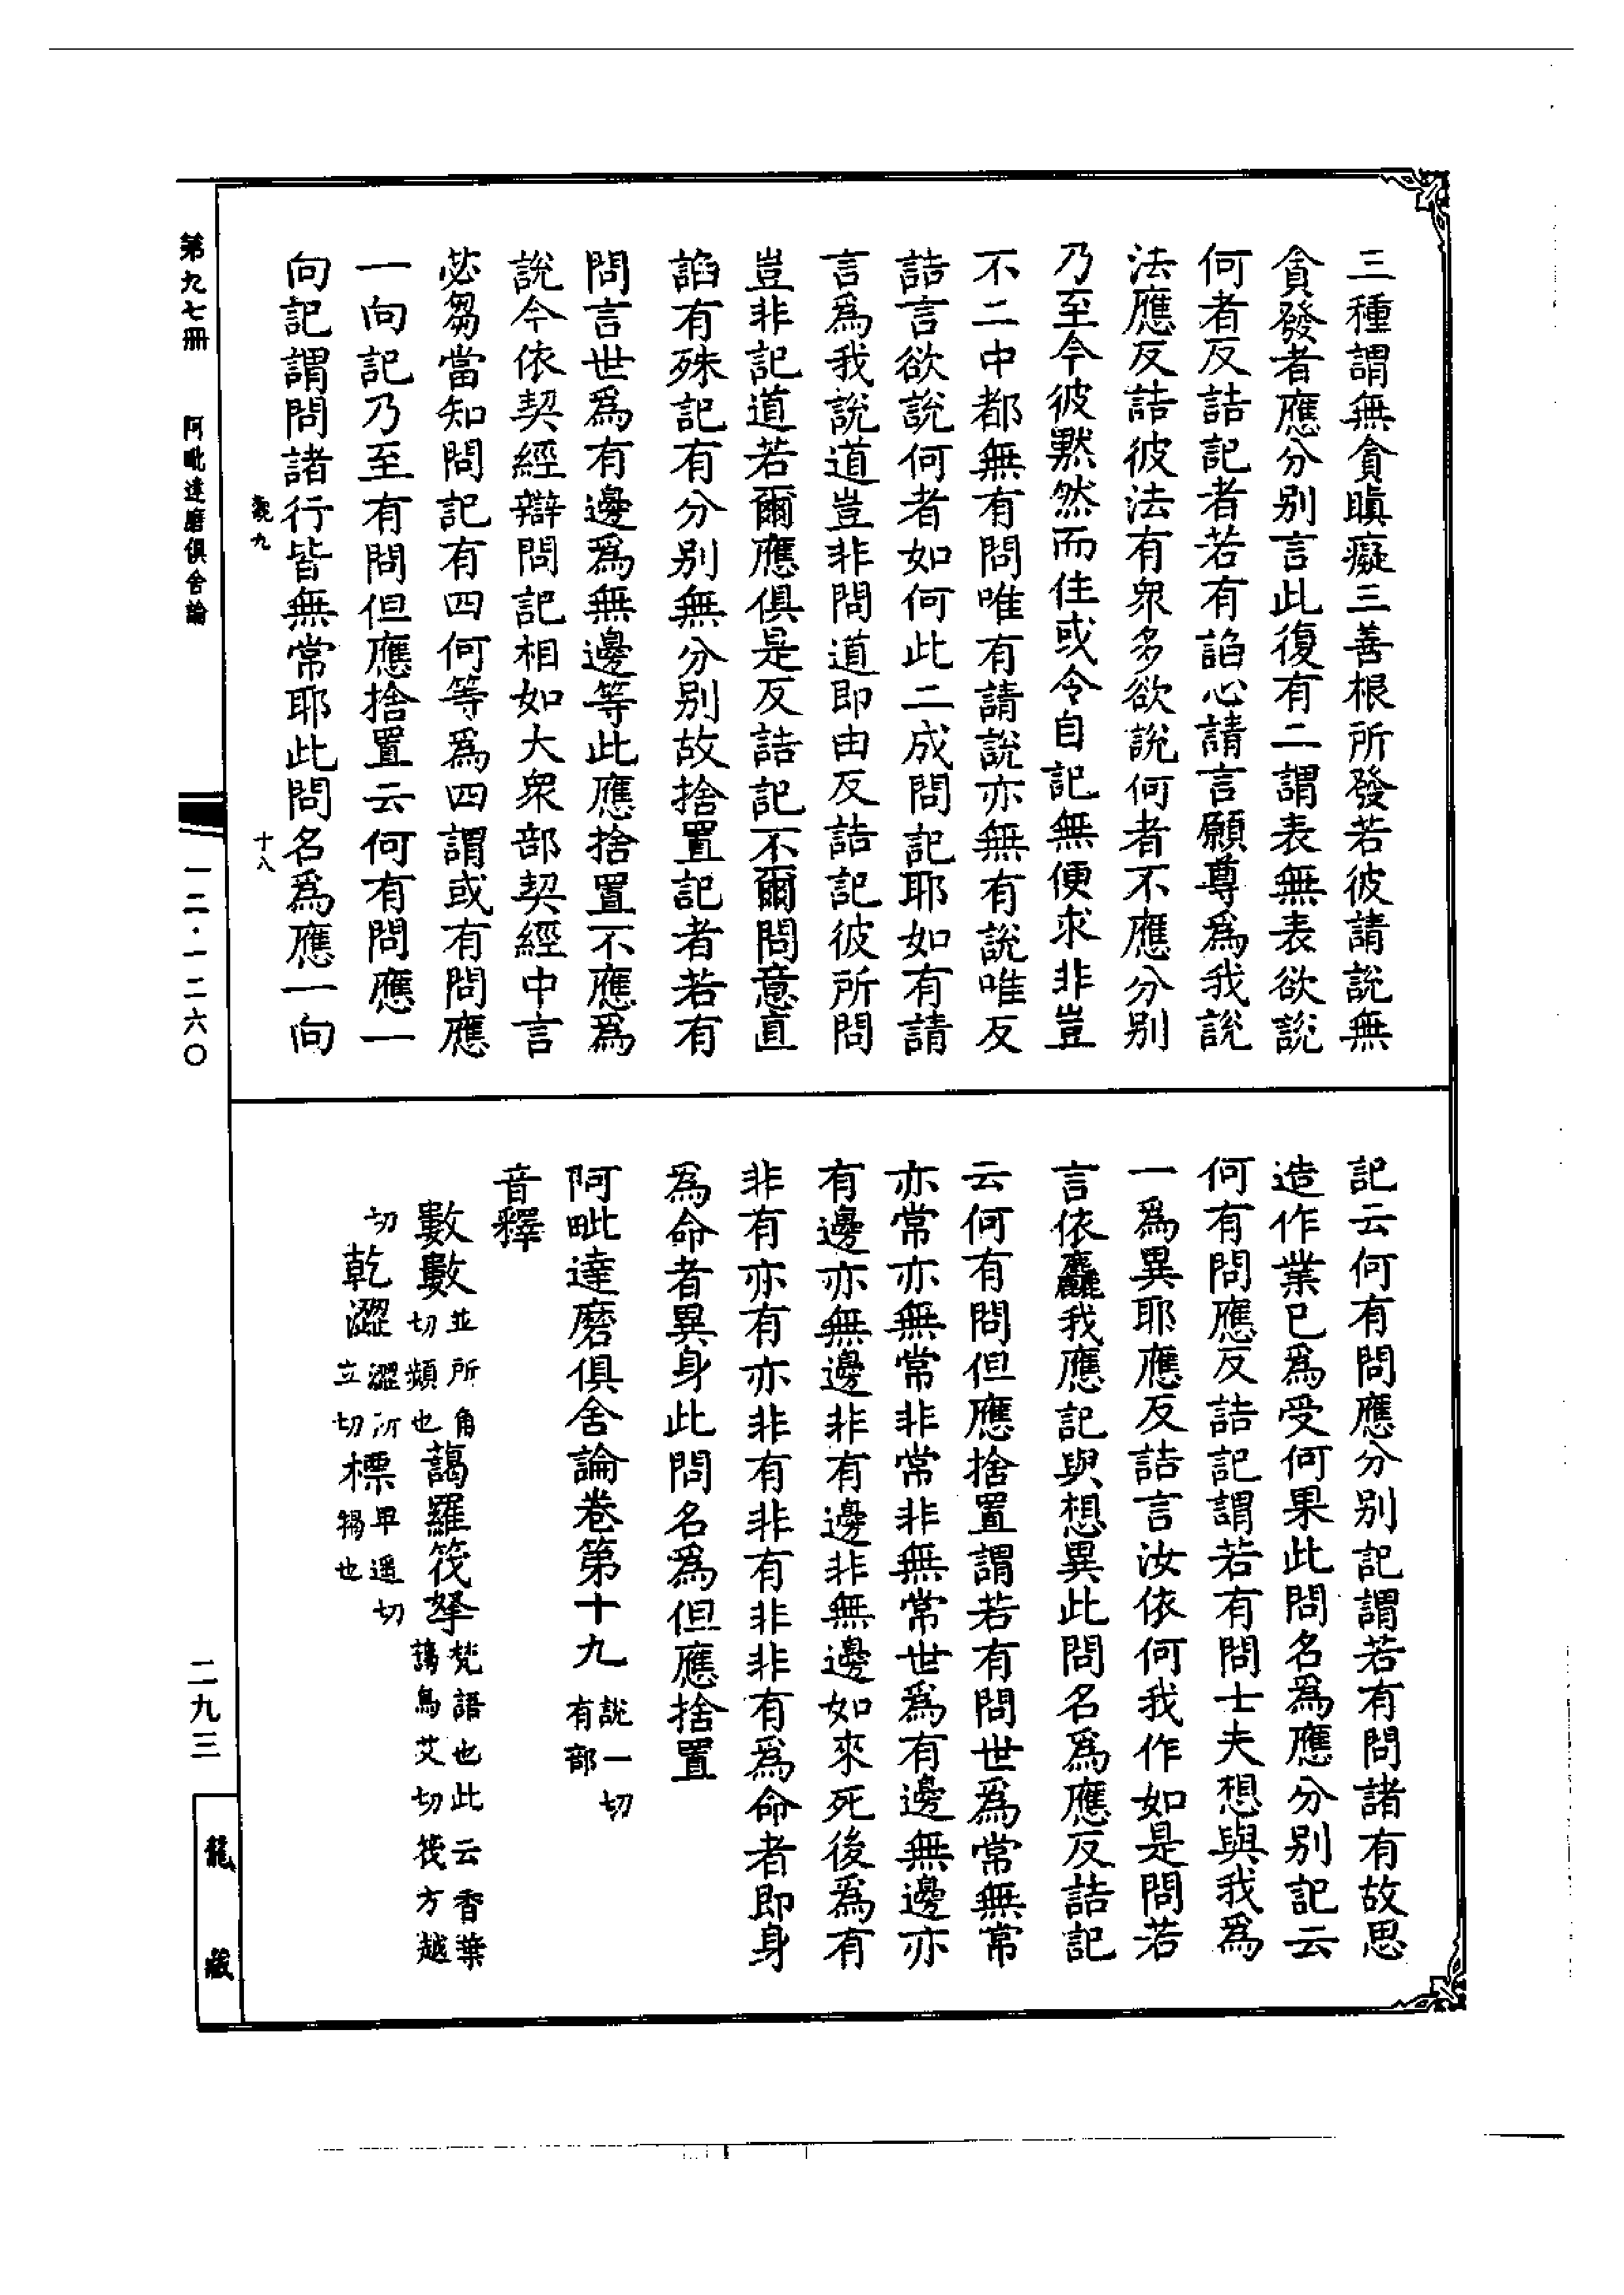 三種謂無貪瞋癡三善根所發若彼請說無
貪發者應分別言此復有二謂表無表欲說
何者反詰記者若有諂心請言願尊爲我說
法應反詰彼法有衆多欲說何者不應分別
乃至令彼默然而住或令自記無便求非豈
不二中都無有問唯有請說亦無有說唯反
詰言欲說何者如何此二成問記耶如有請
言爲我說道豈非問道即由反詰記彼所問
豈非記道若爾應俱是反詰記不爾問意直
諂有殊記有分別無分別故捨置記者若有
問言世爲有邊爲無邊等此應捨置不應爲
說今依契經辯問記相如大衆部契經中言
苾芻當知問記有四何等爲四謂或有問應
一向記乃至有問但應捨置云何有問應一
向記謂問諸行皆無常耶此問名爲應一向
記云何有問應分別記謂若有問諸有故思
造作業已爲受何果此問名爲應分別記云
何有問應反詰記謂若有問士夫想與我爲
一爲異耶應反詰言汝依何我作如是問若
言依麤我應記與想異此問名爲應反詰記
云何有問但應捨置謂若有問世爲常無常
亦常亦無常非常非無常世爲有邊無邊亦
有邊亦無邊非有邊非無邊如來死後爲有
非有亦有亦非有非有非非有爲命者即身
爲命者異身此問名爲但應捨置
阿毗達磨俱舍論卷第十九 說一切有部
音釋
數數 並所角切頻也 藹羅筏拏 梵語也此云香葉藹烏艾切筏方越
切 乾澀 澀所立切 標 卑遥切
第九七冊 阿毗達磨俱舍論 一二·一二六〇 二九三
九 十八
龍藏